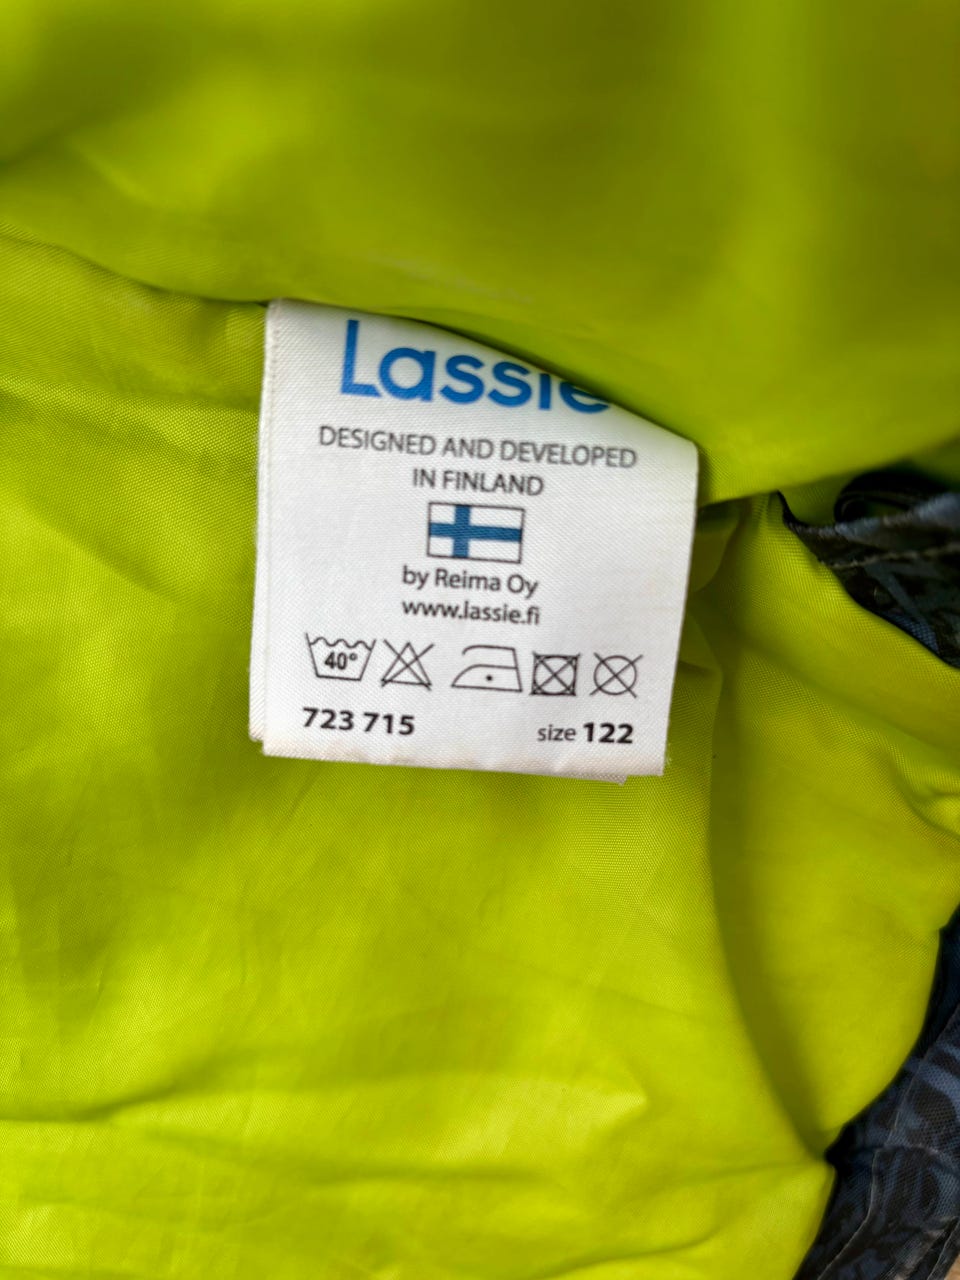 Lassie
DESIGNED AND DEVELOPED
IN FINLAND
by Reima Oy
www.lassie.fi
40°
723 715 size 122